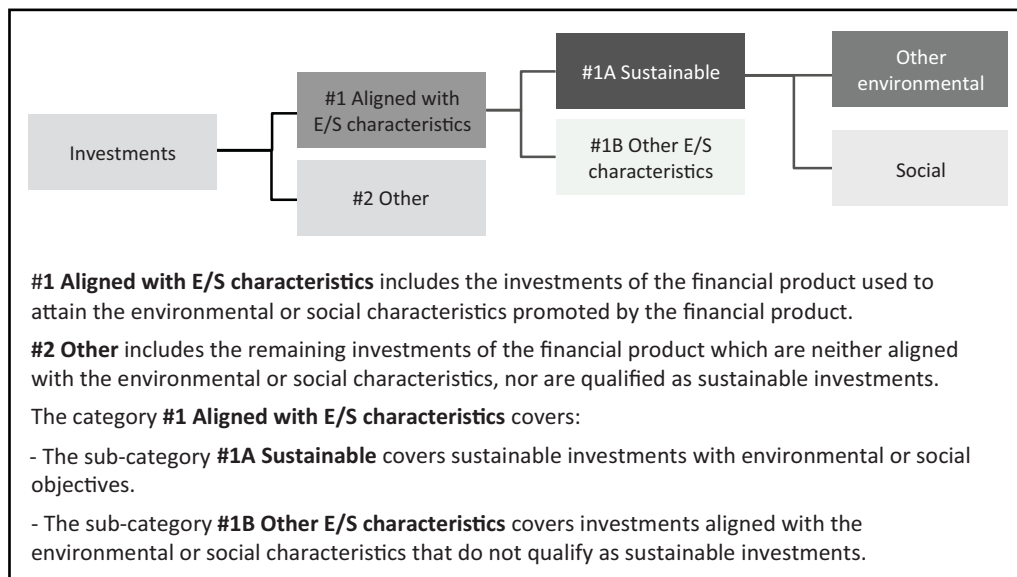 Investments
#1 Aligned with
E/S characteristics
#2 Other
#1A Sustainable
#1B Other E/S
characteristics
Other
environmental
Social
#1 Aligned with E/S characteristics includes the investments of the financial product used to
attain the environmental or social characteristics promoted by the financial product.
#2 Other includes the remaining investments of the financial product which are neither aligned
with the environmental or social characteristics, nor are qualified as sustainable investments.
The category #1 Aligned with E/S characteristics covers:
- The sub-category #1A Sustainable covers sustainable investments with environmental or social
objectives.
- The sub-category #1B Other E/S characteristics covers investments aligned with the
environmental or social characteristics that do not qualify as sustainable investments.